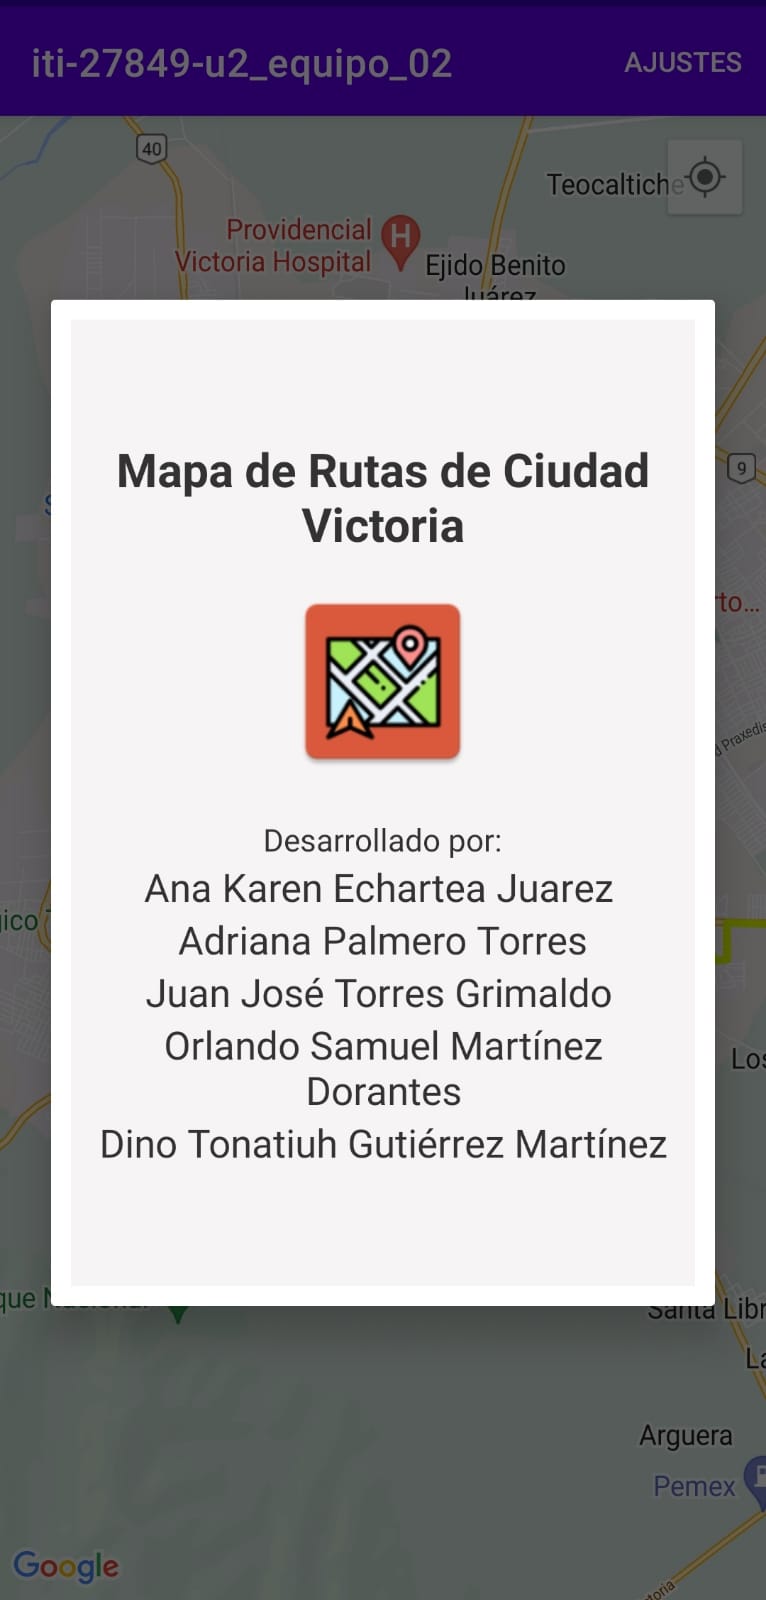 iti-27849-u2_equipo_02
AJUSTES
40
Teocaltiche
Providencial
Victoria Hospital
H
Ejido Benito
Juárez
Mapa de Rutas de Ciudad
Victoria
9
rto...
Praxedis
Desarrollado por:
Ana Karen Echartea Juarez
ico
Adriana Palmero Torres
Juan José Torres Grimaldo
Orlando Samuel Martínez
Dorantes
Los
Dino Tonatiuh Gutiérrez Martínez
que Nacional
Santa Libr
La
Arguera
Pemex
Google
toria